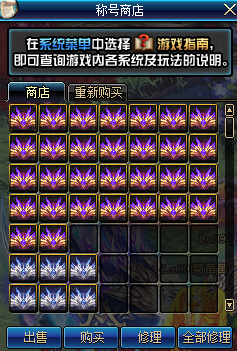 称号商店
在系统菜单中选择 游戏指南,
即可查询游戏内各系统及玩法的说明。
商店 重新购买
出售 购买 修理 全部修理